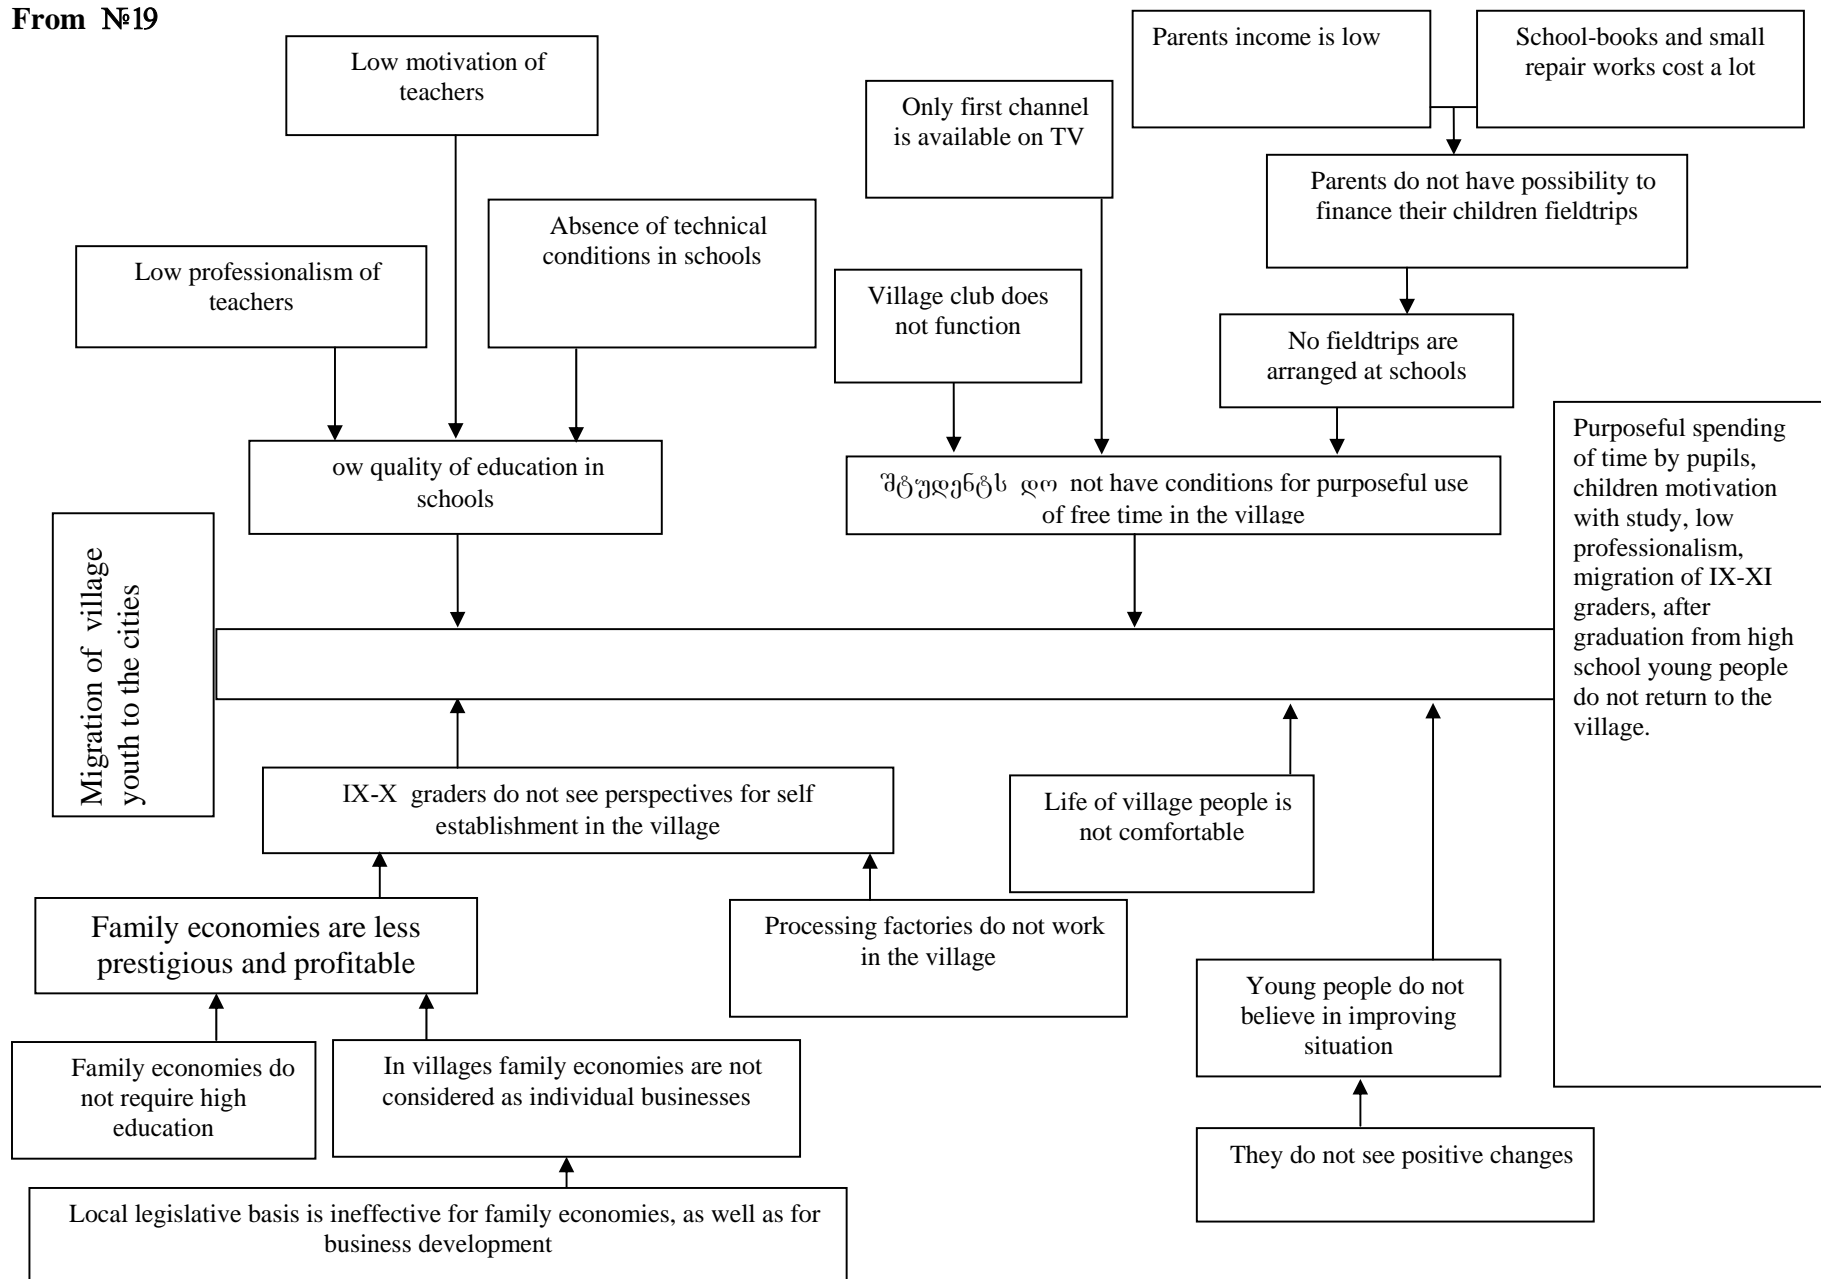 From №19
Low motivation of
teachers
Only first channel
is available on TV
Parents income is low
School-books and small
repair works cost a lot
Parents do not have possibility to
finance their children fieldtrips
Low professionalism of
teachers
Absence of technical
conditions in schools
Village club does
not function
No fieldtrips are
arranged at schools
ow quality of education in
schools
შტუდენტს დო not have conditions for purposeful use
of free time in the village
Purposeful spending
of time by pupils,
children motivation
with study, low
professionalism,
migration of IX-XI
graders, after
graduation from high
school young people
do not return to the
village.
Migration of village
youth to the cities
IX-X graders do not see perspectives for self
establishment in the village
Life of village people is
not comfortable
Family economies are less
prestigious and profitable
Processing factories do not work
in the village
Young people do not
believe in improving
situation
Family economies do
not require high
education
In villages family economies are not
considered as individual businesses
They do not see positive changes
Local legislative basis is ineffective for family economies, as well as for
business development